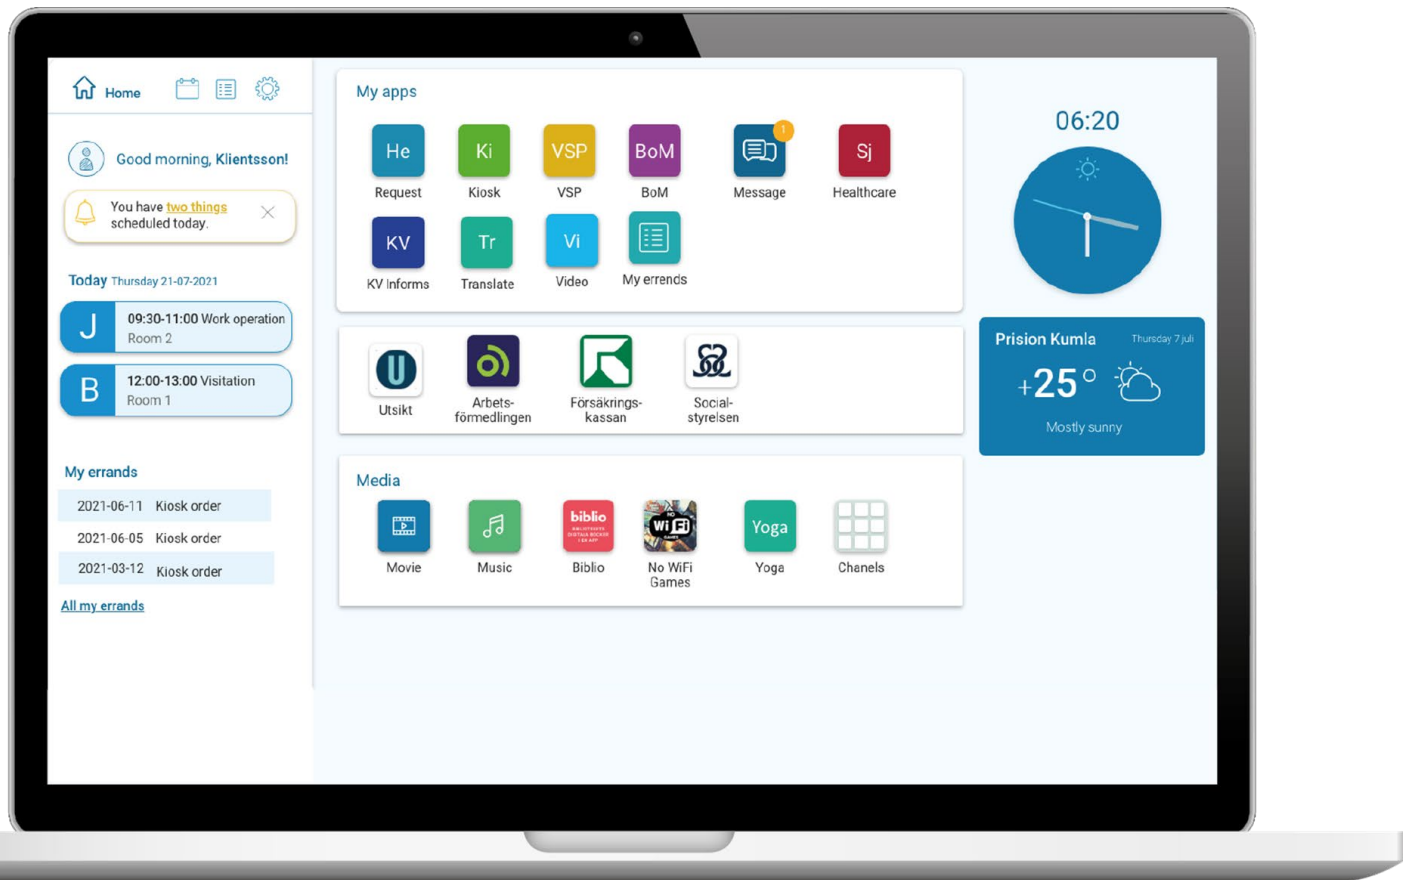 Home
Good morning, Klientsson!
You have two things
scheduled today.
Today Thursday 21-07-2021
J
09:30-11:00 Work operation
Room 2
B
12:00-13:00 Visitation
Room 1
My errands
2021-06-11 Kiosk order
2021-06-05 Kiosk order
2021-03-12 Kiosk order
All my errands
My apps
He
Ki
VSP
BoM
1
Sj
Request
Kiosk
VSP
BoM
Message
Healthcare
KV
Tr
Vi
KV Informs
Translate
Video
My errends
U
Utsikt
Arbets-
förmedlingen
Försäkrings-
kassan
Social-
styrelsen
Media
biblio
NO
WiFi
GAMES
Yoga
Movie
Music
Biblio
No WiFi
Games
Yoga
Chanels
06:20
Prision Kumla
Thursday 7 juli
+25°
Mostly sunny